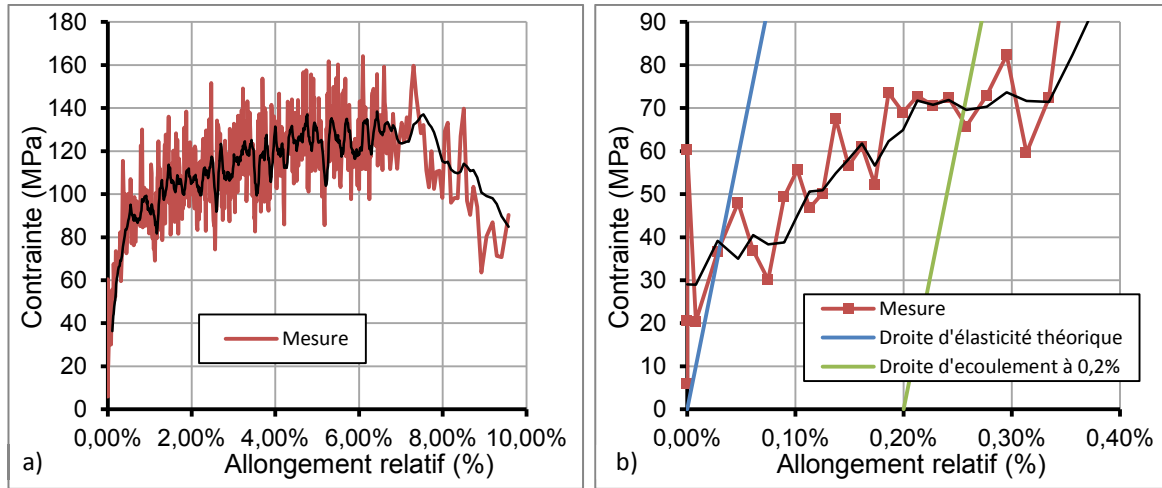 180
160
140
120
100
80
60
40
20
0
Contrainte (MPa)
Mesure
0,00% 2,00% 4,00% 6,00% 8,00% 10,00%
Allongement relatif (%)
a)
90
80
70
60
50
40
30
20
10
0
Contrainte (MPa)
Mesure
Droite d'élasticité théorique
Droite d'ecoulement à 0,2%
0,00% 0,10% 0,20% 0,30% 0,40%
Allongement relatif (%)
b)